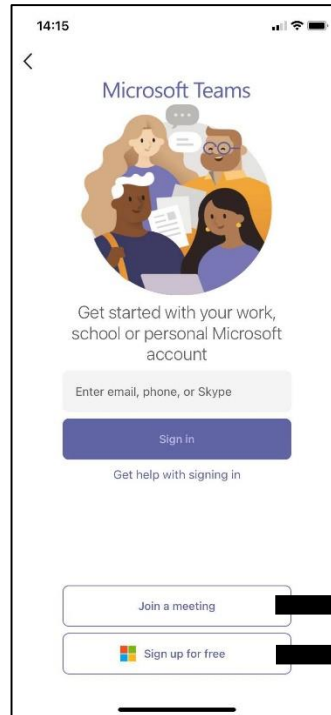 14:15
Microsoft Teams
Get started with your work,
school or personal Microsoft
account
Enter email, phone, or Skype
Sign in
Get help with signing in
Join a meeting
Sign up for free